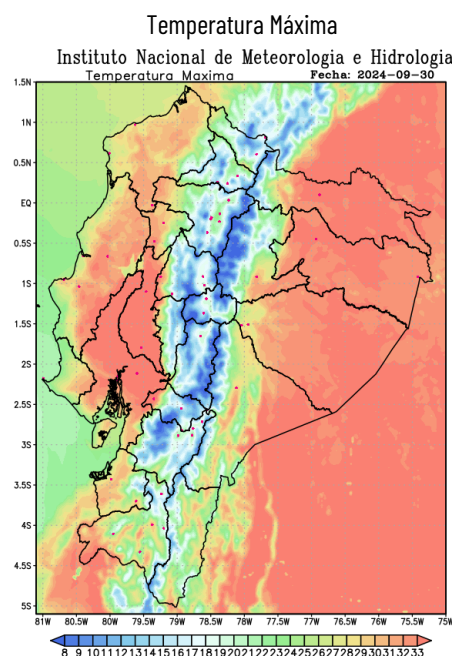 Temperatura Máxima
Instituto Nacional de Meteorologia e Hidrologia
Temperatura Maxima Fecha: 2024-09-30
1.5N
1N
0.5N
EQ
0.5S
1S
1.5S
2S
2.5S
3S
3.5S
4S
4.5S
5S
81W 80.5W 80W 79.5W 79W 78.5W 78W 77.5W 77W 76.5W 76W 75.5W 75W
8 9 10 11 12 13 14 15 16 17 18 19 20 21 22 23 24 25 26 27 28 29 30 31 32 33